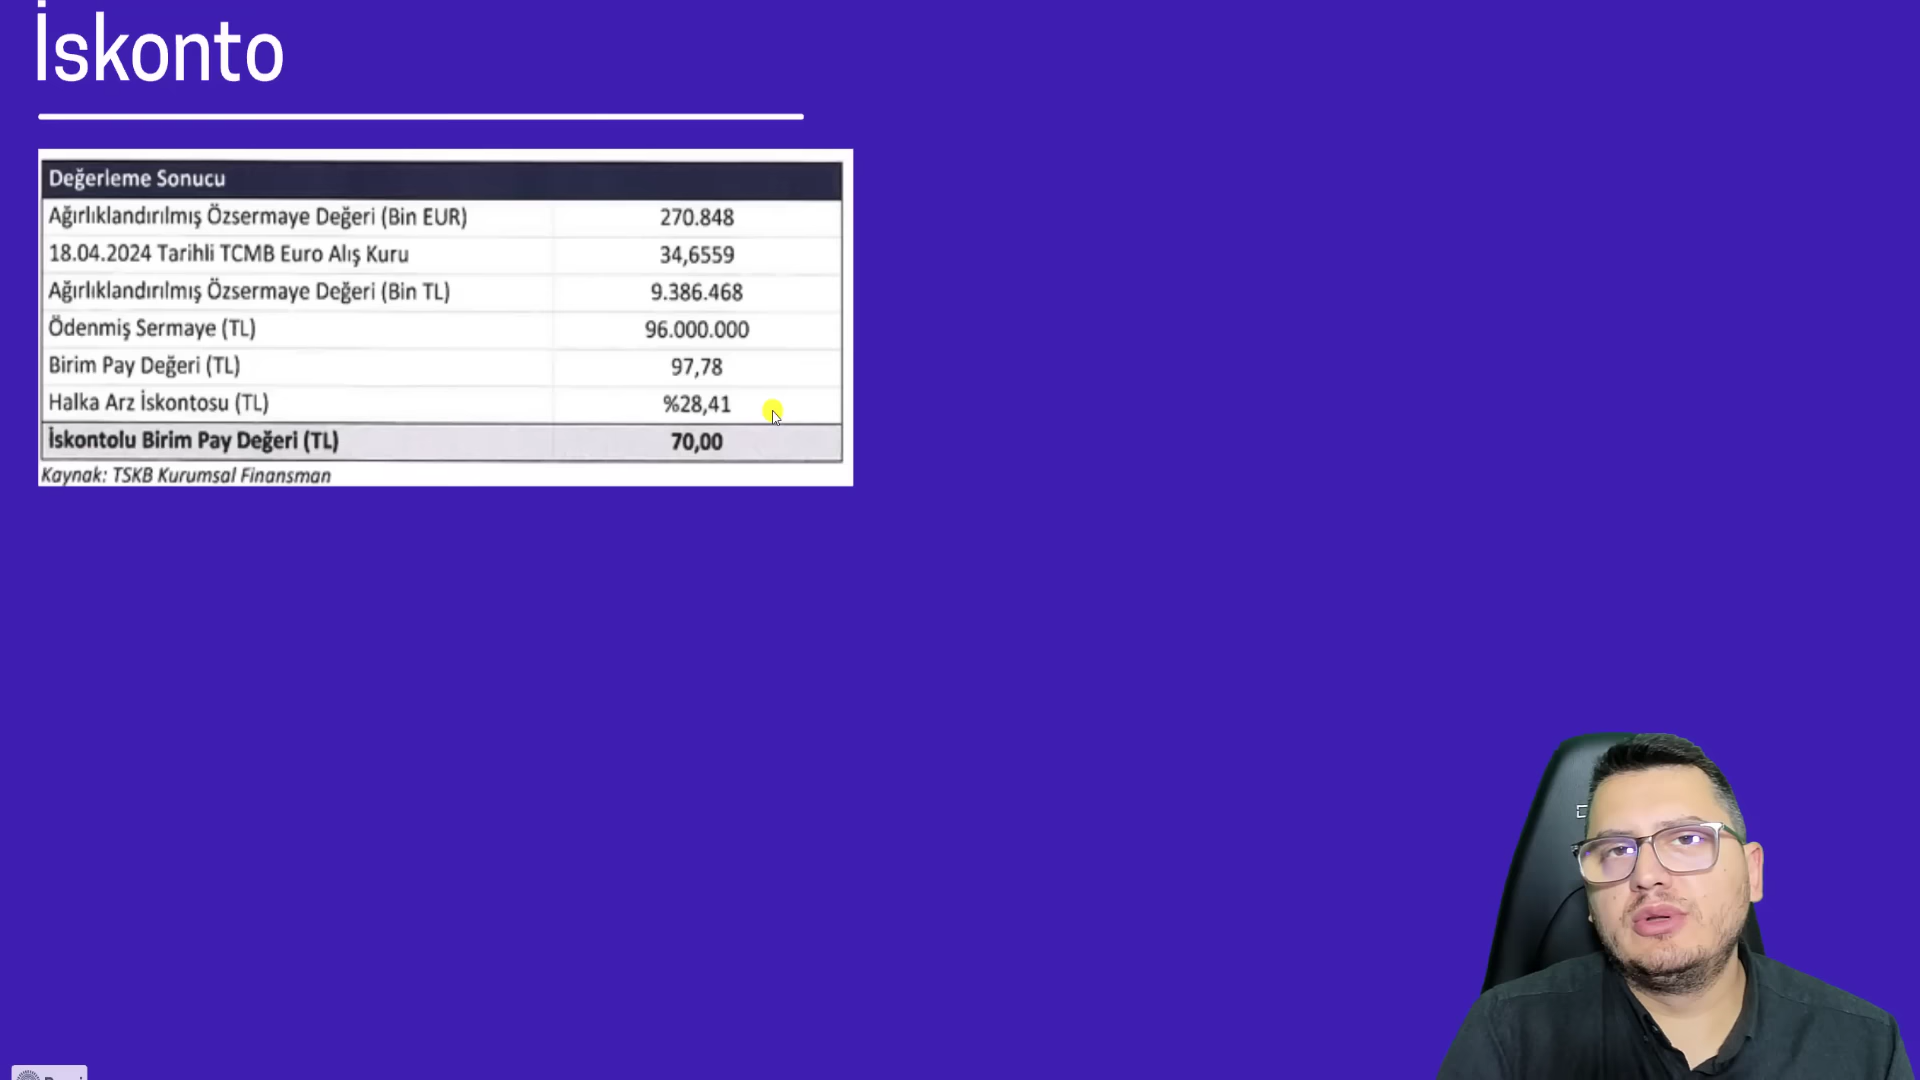 İskonto
Değerleme Sonucu
Ağırlıklandırılmış Özsermaye Değeri (Bin EUR) 270.848
18.04.2024 Tarihli TCMB Euro Alış Kuru 34,6559
Ağırlıklandırılmış Özsermaye Değeri (Bin TL) 9.386.468
Ödenmiş Sermaye (TL) 96.000.000
Birim Pay Değeri (TL) 97,78
Halka Arz İskontosu (TL) %28,41
İskontolu Birim Pay Değeri (TL) 70,00
Kaynak: TSKB Kurumsal Finansman